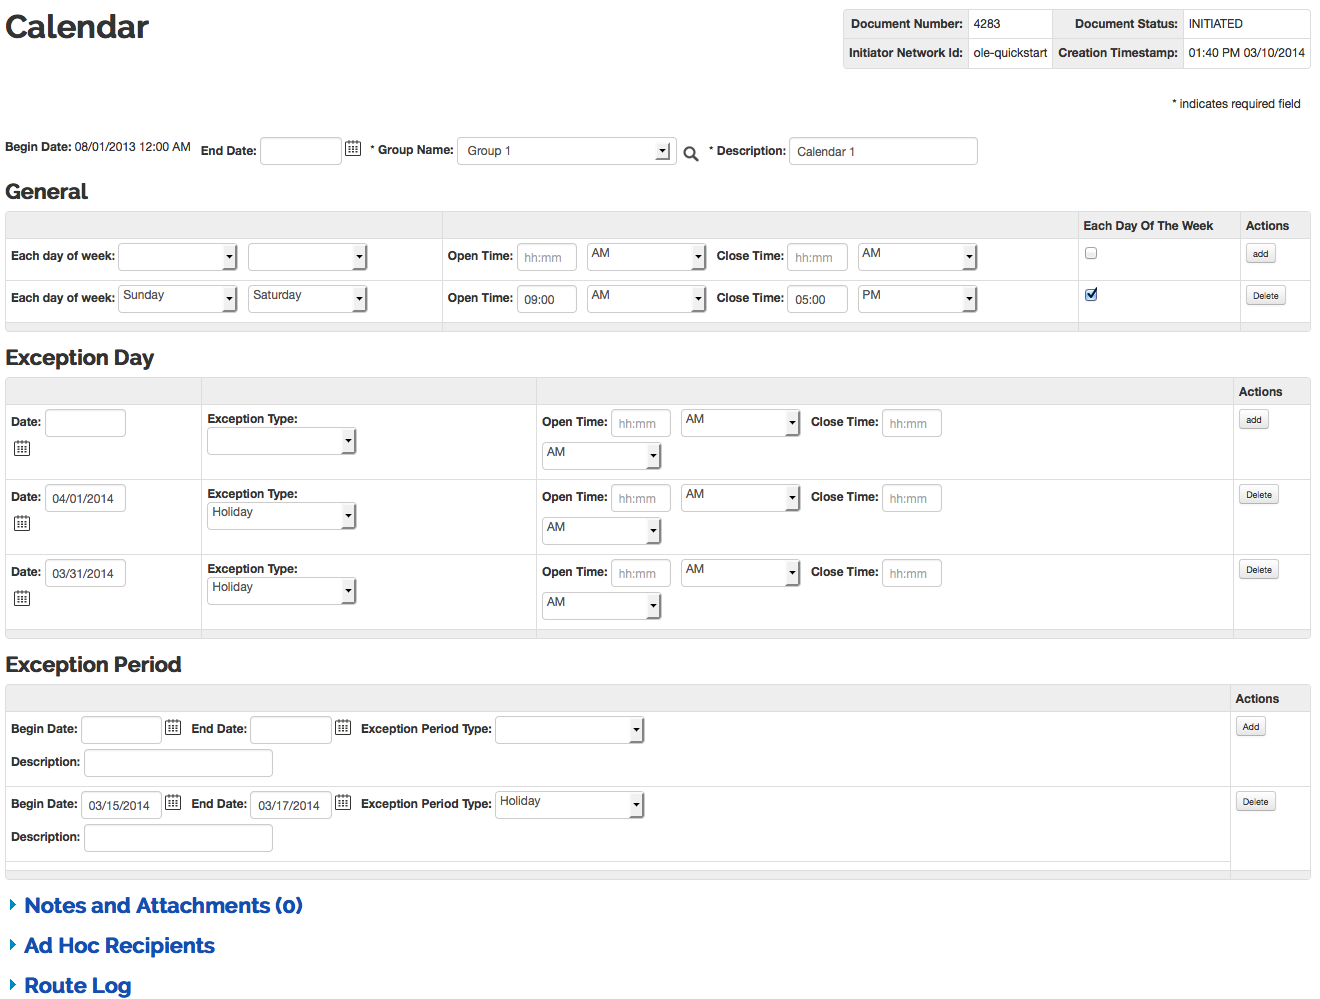 Calendar
Document Number: 4283 Document Status: INITIATED
Initiator Network Id: ole-quickstart Creation Timestamp: 01:40 PM 03/10/2014
* indicates required field
Begin Date: 08/01/2013 12:00 AM End Date: * Group Name: Group 1 * Description: Calendar 1
General
Each Day Of The Week Actions
Each day of week: Open Time: hh:mm AM Close Time: hh:mm AM add
Each day of week: Sunday Saturday Open Time: 09:00 AM Close Time: 05:00 PM Delete
Exception Day
Actions
Date: Exception Type: Open Time: hh:mm AM Close Time: hh:mm add
AM
Date: 04/01/2014 Exception Type: Open Time: hh:mm AM Close Time: hh:mm Delete
Holiday AM
Date: 03/31/2014 Exception Type: Open Time: hh:mm AM Close Time: hh:mm Delete
Holiday AM
Exception Period
Actions
Begin Date: End Date: Exception Period Type: Add
Description:
Begin Date: 03/15/2014 End Date: 03/17/2014 Exception Period Type: Holiday Delete
Description:
Notes and Attachments (0)
Ad Hoc Recipients
Route Log